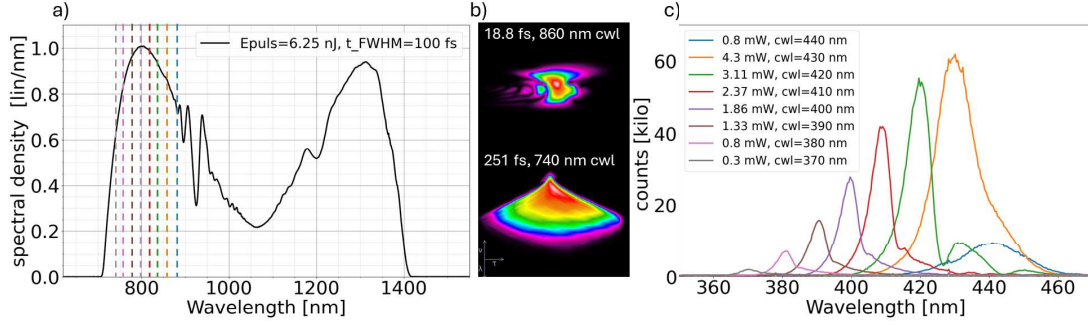 a)
spectral density [lin/nm]
1.0
0.8
0.6
0.4
0.2
0.0
Epuls=6.25 nJ, t_FWHM=100 fs
800
1000
1200
1400
Wavelength [nm]
b)
18.8 fs, 860 nm cwl
251 fs, 740 nm cwl
c)
counts [kilo]
60
40
20
0
0.8 mW, cwl=440 nm
4.3 mW, cwl=430 nm
3.11 mW, cwl=420 nm
2.37 mW, cwl=410 nm
1.86 mW, cwl=400 nm
1.33 mW, cwl=390 nm
0.8 mW, cwl=380 nm
0.3 mW, cwl=370 nm
360
380
400
420
440
460
Wavelength [nm]